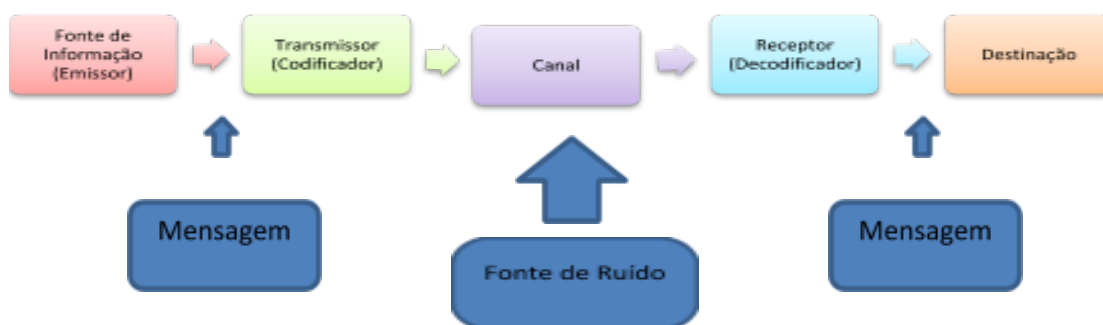 Fonte de
Informação
(Emissor)
Transmissor
(Codificador)
Canal
Receptor
(Decodificador)
Destinação
Mensagem
Fonte de Ruído
Mensagem